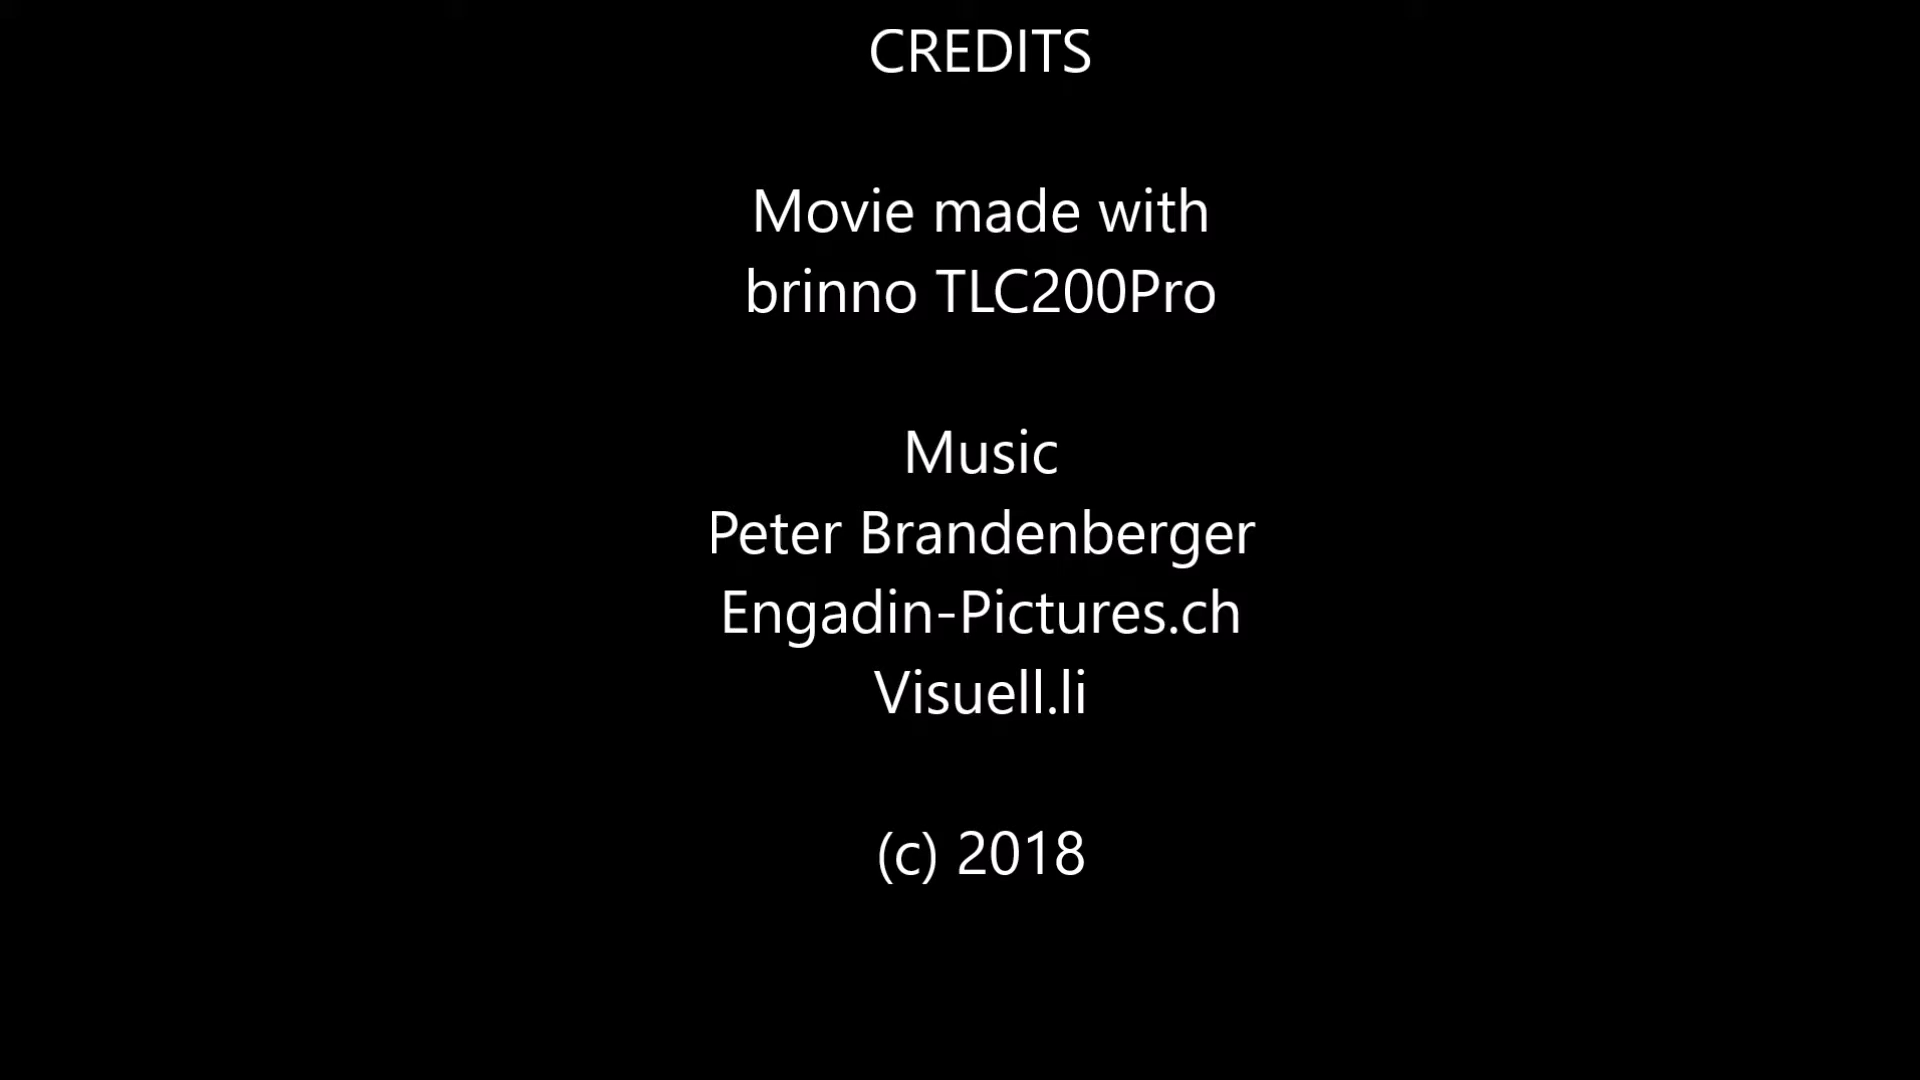 CREDITS
Movie made with
brinno TLC200Pro
Music
Peter Brandenberger
Engadin-Pictures.ch
Visuell.li
(c) 2018